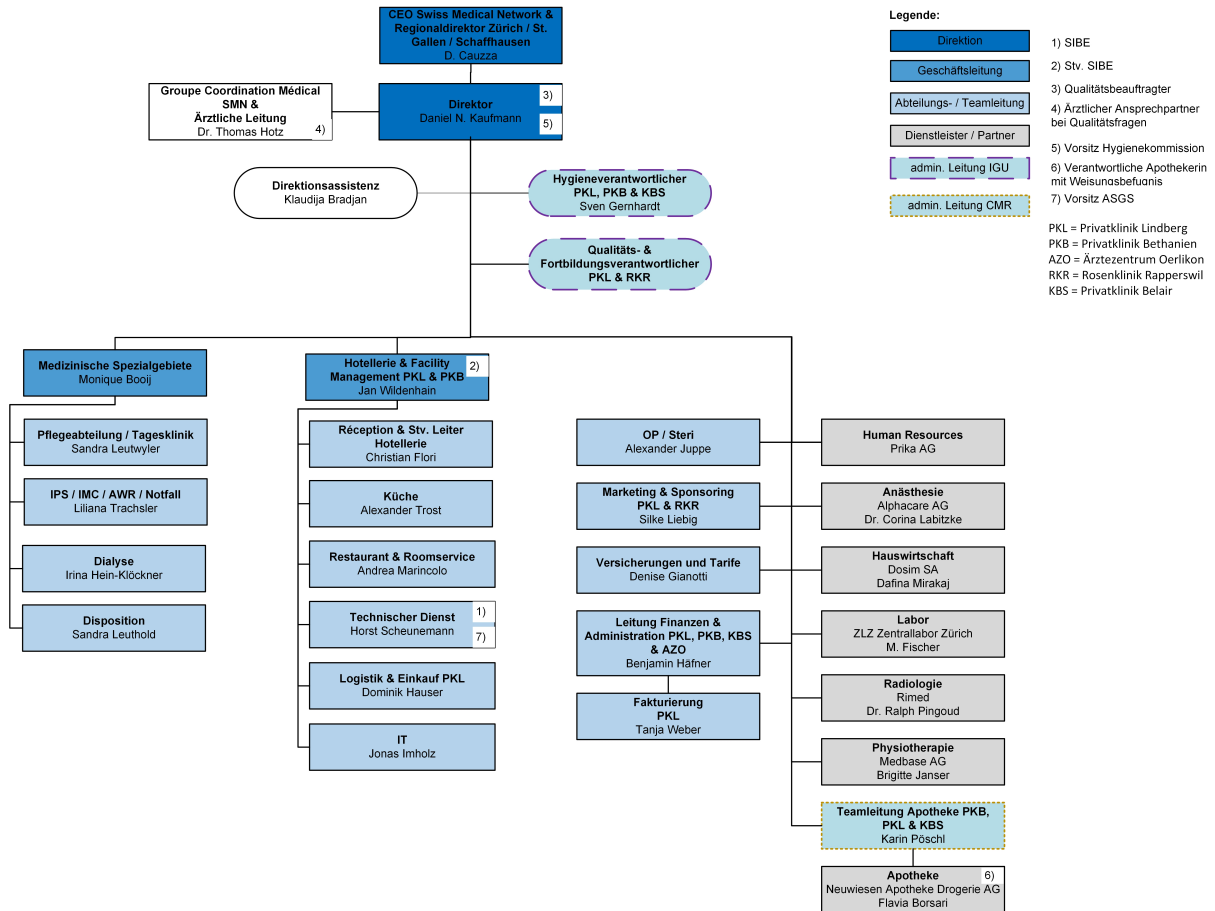 CEO Swiss Medical Network &
Regionaldirektor Zürich / St.
Gallen / Schaffhausen
D. Cauzza
Groupe Coordination Médical
SMN &
Ärztliche Leitung
Dr. Thomas Hotz
4)
Direktor
Daniel N. Kaufmann
3)
5)
Direktionsassistenz
Klaudija Bradjan
Hygieneverantwortlicher
PKL, PKB & KBS
Sven Gernhardt
Qualitäts- &
Fortbildungsverantwortlicher
PKL & RKR
Legende:
Direktion
Geschäftsleitung
Abteilungs- / Teamleitung
Dienstleister / Partner
admin. Leitung IGU
admin. Leitung CMR
1) SIBE
2) Stv. SIBE
3) Qualitätsbeauftragter
4) Ärztlicher Ansprechpartner
bei Qualitätsfragen
5) Vorsitz Hygienekommission
6) Verantwortliche Apothekerin
mit Weisungsbefugnis
7) Vorsitz ASGS
PKL = Privatklinik Lindberg
PKB = Privatklinik Bethanien
AZO = Ärztezentrum Oerlikon
RKR = Rosenklinik Rapperswil
KBS = Privatklinik Belair
Medizinische Spezialgebiete
Monique Booij
Pflegeabteilung / Tagesklinik
Sandra Leutwyler
IPS / IMC / AWR / Notfall
Liliana Trachsler
Dialyse
Irina Hein-Klöckner
Disposition
Sandra Leuthold
Hotellerie & Facility
Management PKL & PKB
Jan Wildenhain
2)
Réception & Stv. Leiter
Hotellerie
Christian Flori
Küche
Alexander Trost
Restaurant & Roomservice
Andrea Marincolo
Technischer Dienst
Horst Scheunemann
1)
7)
Logistik & Einkauf PKL
Dominik Hauser
IT
Jonas Imholz
OP / Steri
Alexander Juppe
Marketing & Sponsoring
PKL & RKR
Silke Liebig
Versicherungen und Tarife
Denise Gianotti
Leitung Finanzen &
Administration PKL, PKB, KBS
& AZO
Benjamin Häfner
Fakturierung
PKL
Tanja Weber
Human Resources
Prika AG
Anästhesie
Alphacare AG
Dr. Corina Labitzke
Hauswirtschaft
Dosim SA
Dafina Mirakaj
Labor
ZLZ Zentrallabor Zürich
M. Fischer
Radiologie
Rimed
Dr. Ralph Pingoud
Physiotherapie
Medbase AG
Brigitte Janser
Teamleitung Apotheke PKB,
PKL & KBS
Karin Pöschl
Apotheke
Neuwiesen Apotheke Drogerie AG
Flavia Borsari
6)